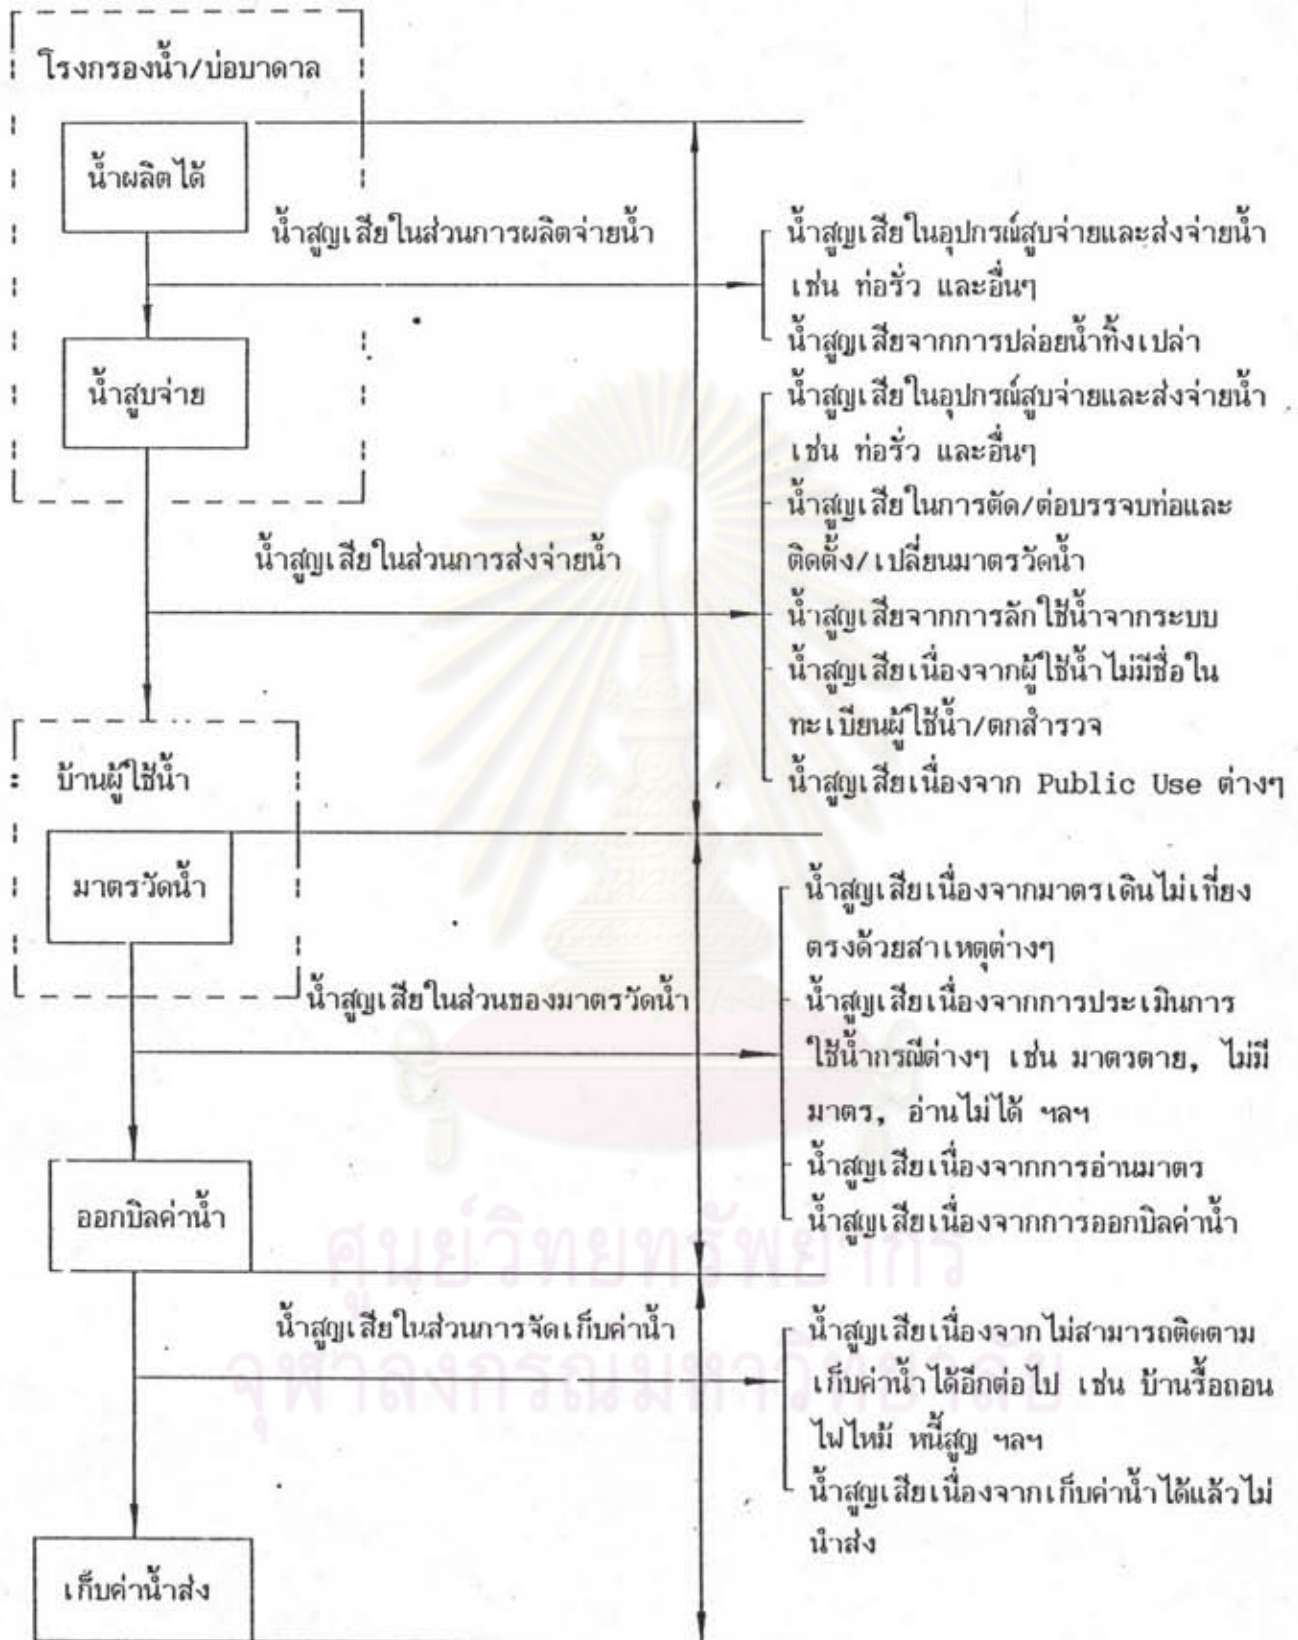 โรงกรองน้ำ/บ่อบาดาล
น้ำผลิตได้
น้ำสูญเสียในส่วนการผลิตจ่ายน้ำ
น้ำสูญเสียในอุปกรณ์สูบจ่ายและส่งจ่ายน้ำ
เช่น ท่อรั่ว และอื่นๆ
น้ำสูญเสียจากการปล่อยน้ำทิ้งเปล่า
น้ำสูบจ่าย
น้ำสูญเสียในอุปกรณ์สูบจ่ายและส่งจ่ายน้ำ
เช่น ท่อรั่ว และอื่นๆ
น้ำสูญเสียในการตัด/ต่อบรรจบท่อและ
ติดตั้ง/เปลี่ยนมาตรวัดน้ำ
น้ำสูญเสียในส่วนการส่งจ่ายน้ำ
น้ำสูญเสียจากการลักใช้น้ำจากระบบ
น้ำสูญเสียเนื่องจากผู้ใช้น้ำไม่มีชื่อใน
ทะเบียนผู้ใช้น้ำ/ตกสำรวจ
น้ำสูญเสียเนื่องจาก Public Use ต่างๆ
บ้านผู้ใช้น้ำ
มาตรวัดน้ำ
น้ำสูญเสียในส่วนของมาตรวัดน้ำ
น้ำสูญเสียเนื่องจากมาตรเดินไม่เที่ยง
ตรงด้วยสาเหตุต่างๆ
น้ำสูญเสียเนื่องจากการประเมินการ
ใช้น้ำกรณีต่างๆ เช่น มาตรตาย, ไม่มี
มาตร, อ่านไม่ได้ ฯลฯ
น้ำสูญเสียเนื่องจากการอ่านมาตร
น้ำสูญเสียเนื่องจากการออกบิลค่าน้ำ
ออกบิลค่าน้ำ
น้ำสูญเสียในส่วนการจัดเก็บค่าน้ำ
น้ำสูญเสียเนื่องจากไม่สามารถติดตาม
เก็บค่าน้ำได้อีกต่อไป เช่น บ้านรื้อถอน
ไฟไหม้ หนี้สูญ ฯลฯ
น้ำสูญเสียเนื่องจากเก็บค่าน้ำได้แล้วไม่
นำส่ง
เก็บค่าน้ำส่ง
ศูนย์วิทยทรัพยากร
จุฬาลงกรณ์มหาวิทยาลัย